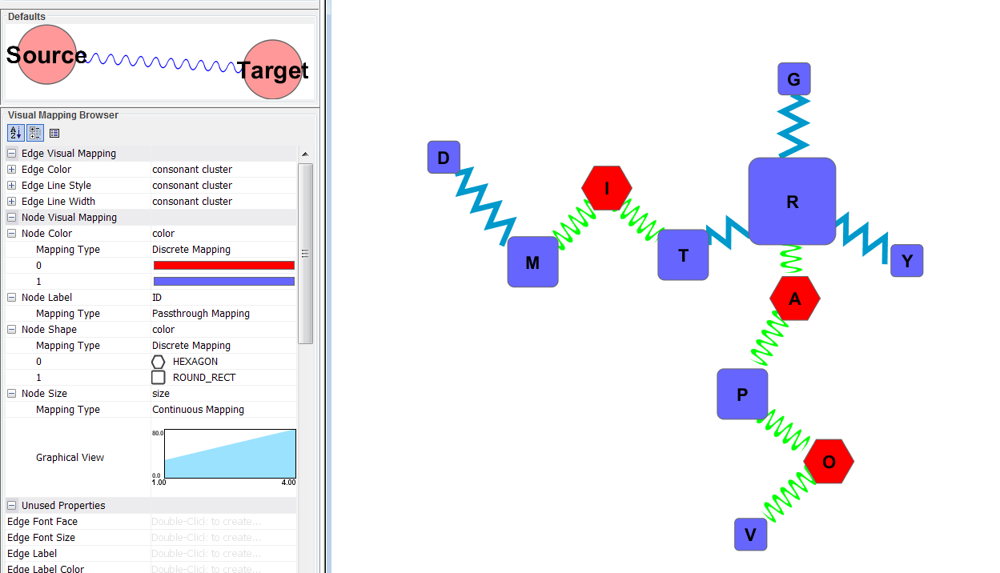 Defaults
Source
Target
Visual Mapping Browser
A
Z
Edge Visual Mapping
Edge Color consonant cluster
Edge Line Style consonant cluster
Edge Line Width consonant cluster
Node Visual Mapping
Node Color color
Mapping Type Discrete Mapping
0
1
Node Label ID
Mapping Type Passthrough Mapping
Node Shape color
Mapping Type Discrete Mapping
0 HEXAGON
1 ROUND_RECT
Node Size size
Mapping Type Continuous Mapping
80.0
Graphical View
0.0
1.00 4.00
Unused Properties
Edge Font Face Double-Click to create...
Edge Font Size Double-Click to create...
Edge Label Double-Click to create...
Edge Label Color Double-Click to create...
G
D
I
R
M
T
Y
A
P
O
V